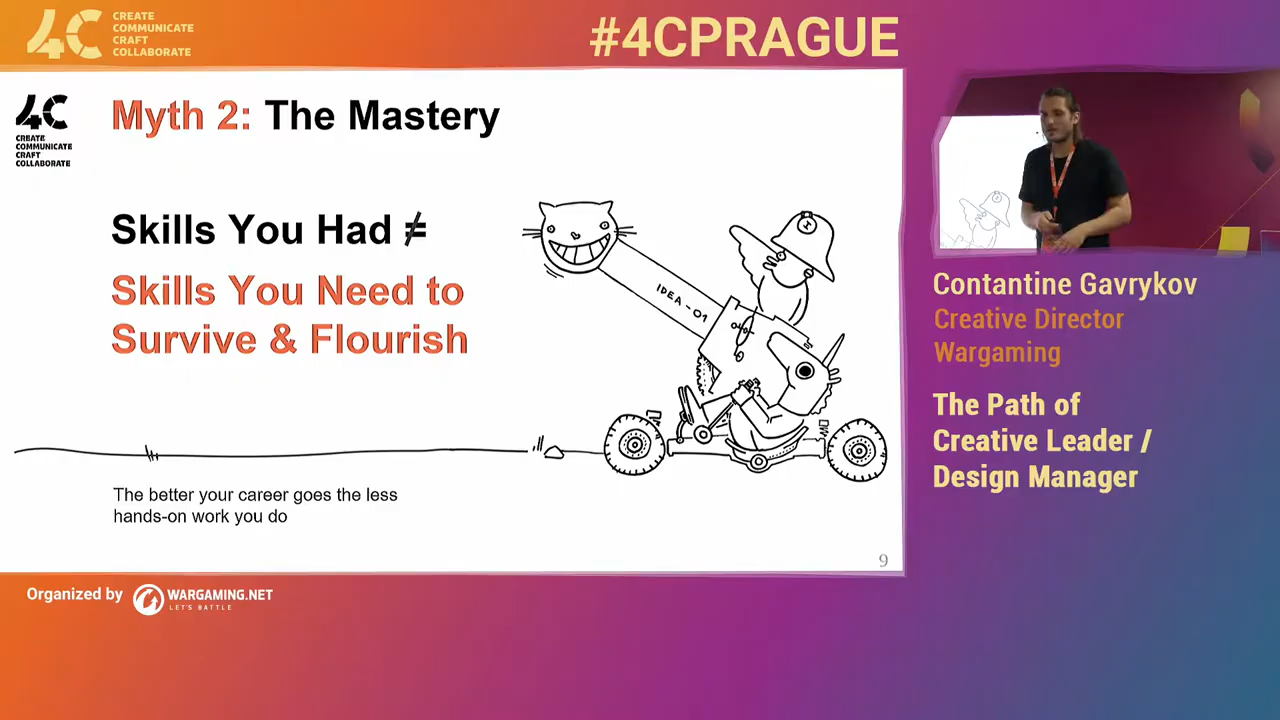 4C
CREATE
COMMUNICATE
CRAFT
COLLABORATE
#4CPRAGUE
4C
CREATE
COMMUNICATE
CRAFT
COLLABORATE
Myth 2: The Mastery
Skills You Had ≠
Skills You Need to
Survive & Flourish
IDEA-01
The better your career goes the less
hands-on work you do
9
Contantine Gavrykov
Creative Director
Wargaming
The Path of
Creative Leader /
Design Manager
Organized by
WARGAMING.NET
LET'S BATTLE